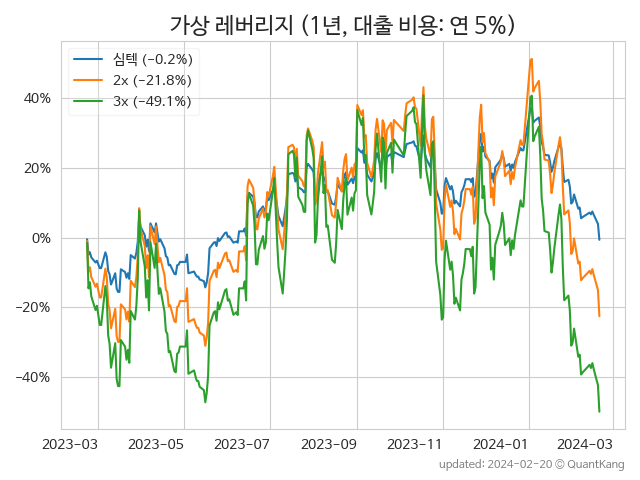 가상 레버리지 (1년, 대출 비용: 연 5%)
심텍 (−0.2%)
2x (−21.8%)
3x (−49.1%)
40%
20%
0%
−20%
−40%
2023-03 2023-05 2023-07 2023-09 2023-11 2024-01 2024-03
updated: 2024-02-20 © QuantKang